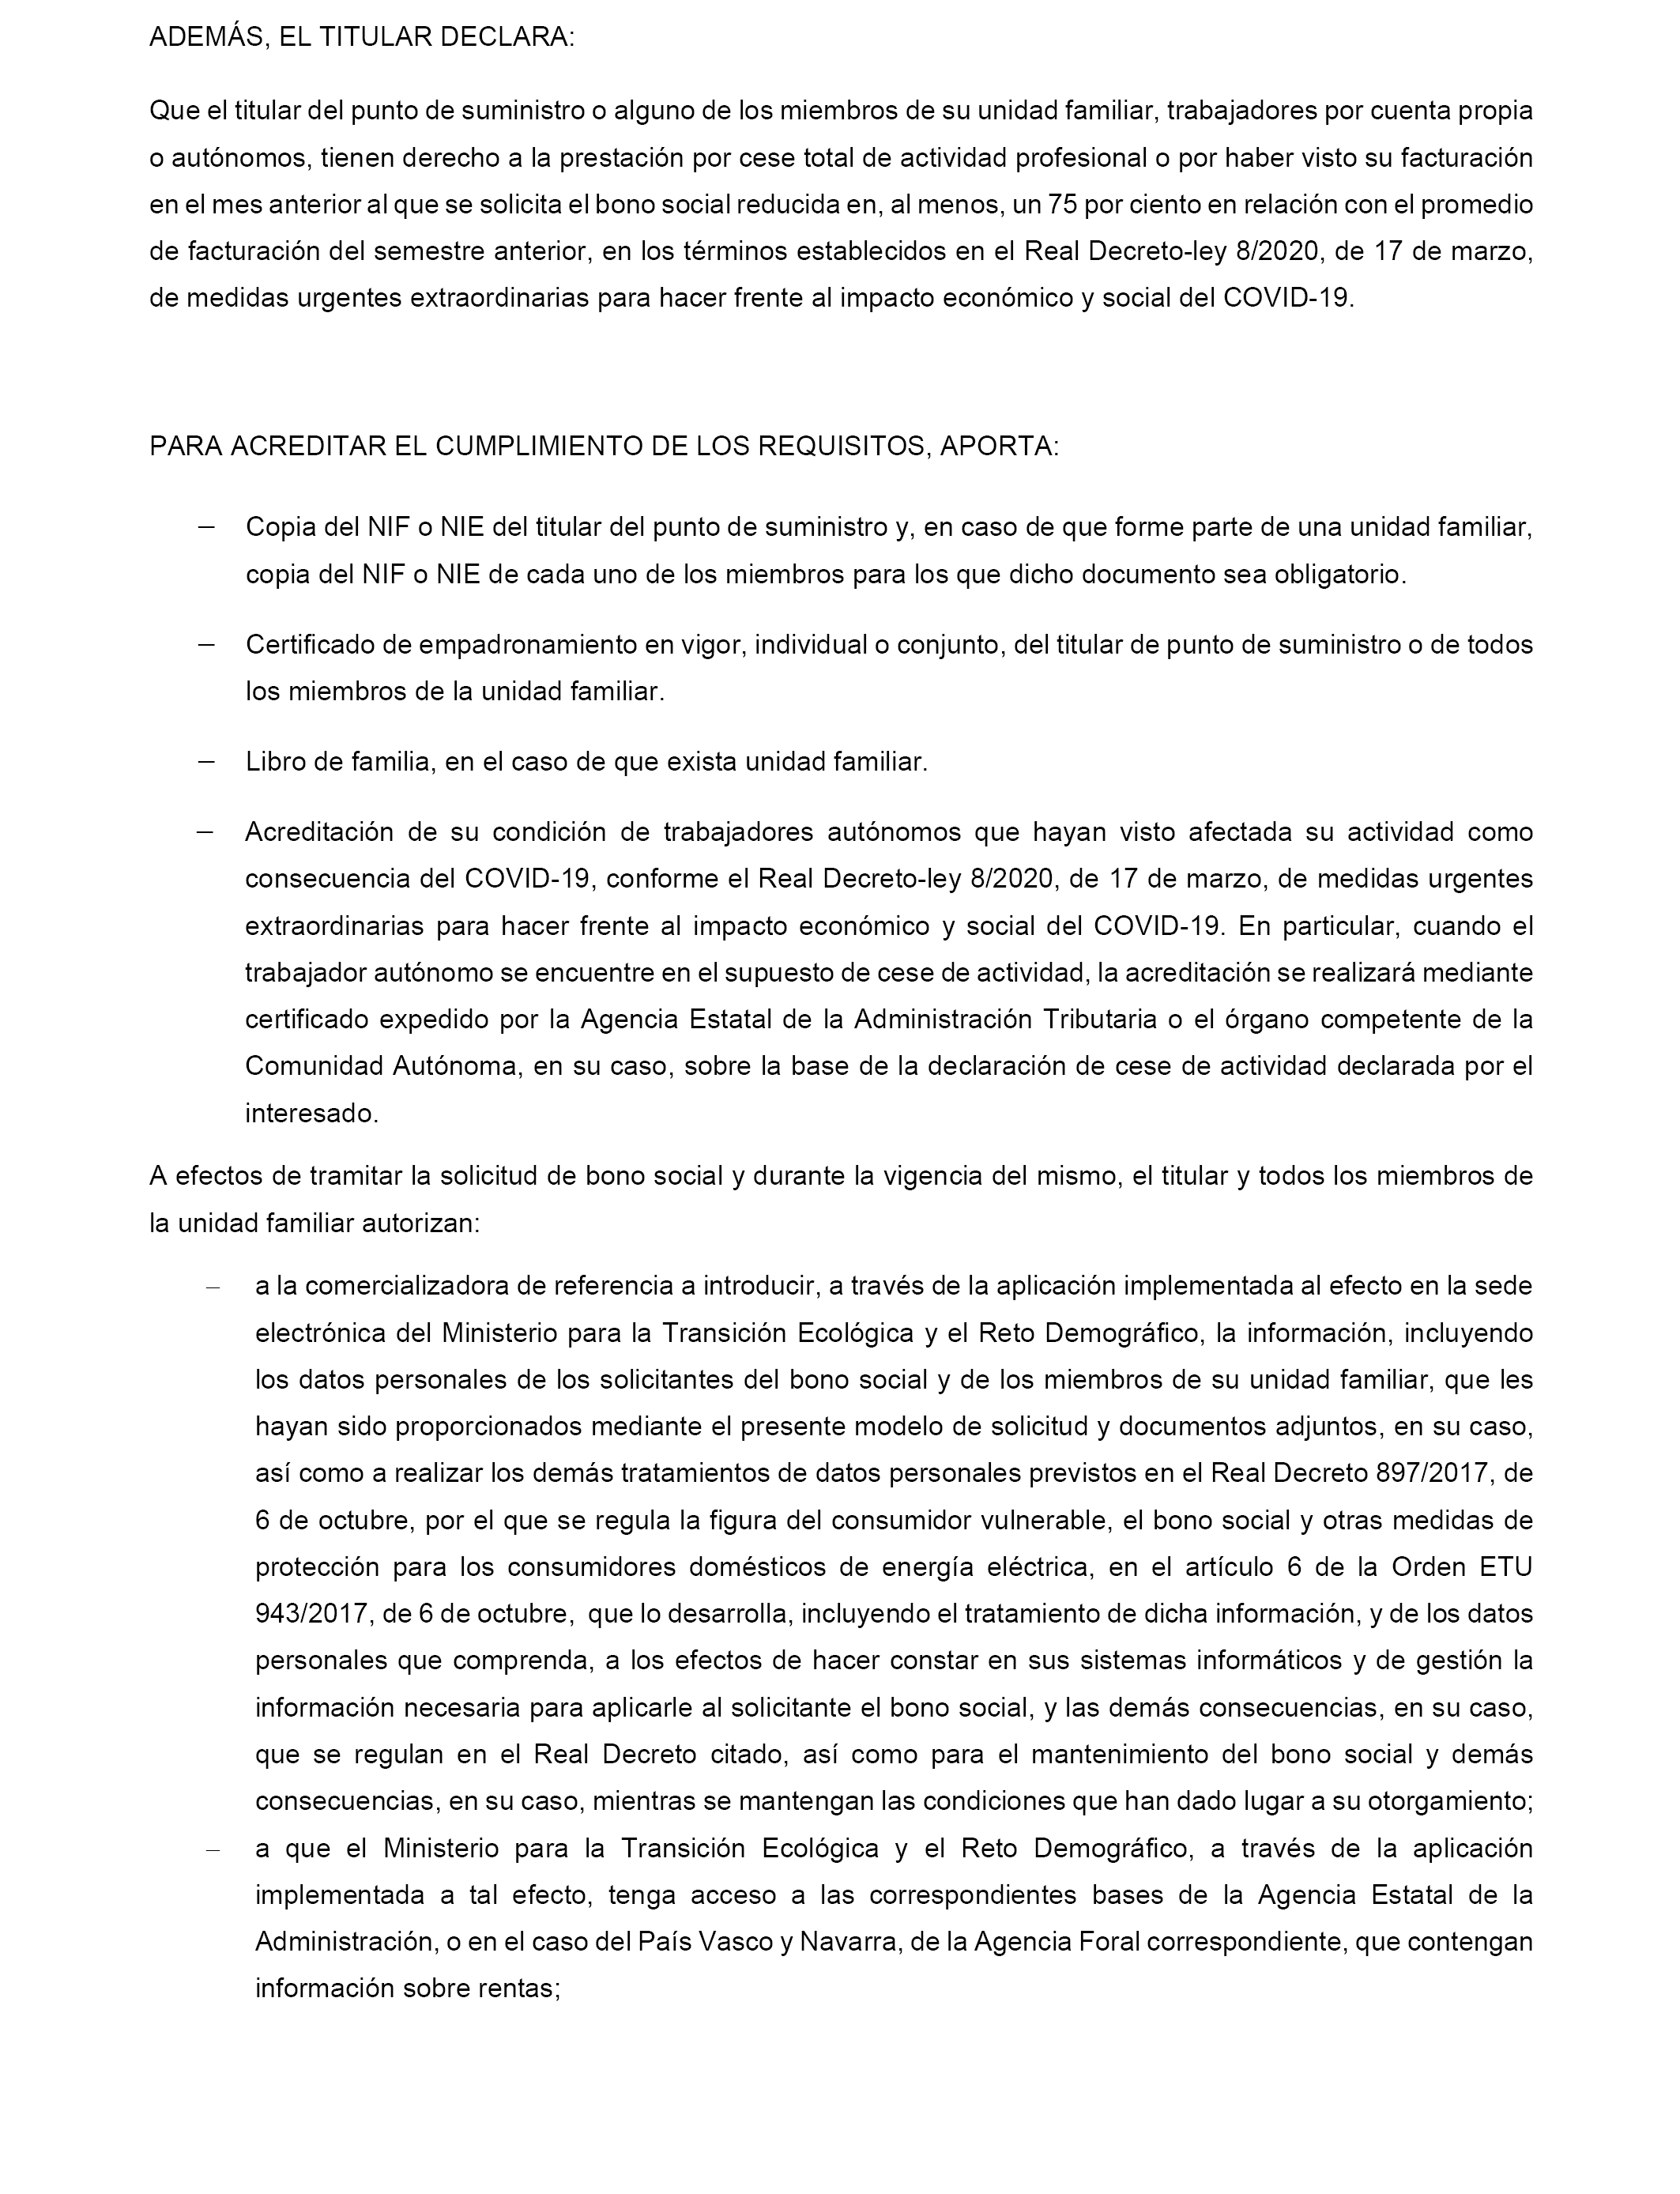 ADEMÁS, EL TITULAR DECLARA:
Que el titular del punto de suministro o alguno de los miembros de su unidad familiar, trabajadores por cuenta propia
o autónomos, tienen derecho a la prestación por cese total de actividad profesional o por haber visto su facturación
en el mes anterior al que se solicita el bono social reducida en, al menos, un 75 por ciento en relación con el promedio
de facturación del semestre anterior, en los términos establecidos en el Real Decreto-ley 8/2020, de 17 de marzo,
de medidas urgentes extraordinarias para hacer frente al impacto económico y social del COVID-19.
PARA ACREDITAR EL CUMPLIMIENTO DE LOS REQUISITOS, APORTA:
– Copia del NIF o NIE del titular del punto de suministro y, en caso de que forme parte de una unidad familiar,
copia del NIF o NIE de cada uno de los miembros para los que dicho documento sea obligatorio.
– Certificado de empadronamiento en vigor, individual o conjunto, del titular de punto de suministro o de todos
los miembros de la unidad familiar.
– Libro de familia, en el caso de que exista unidad familiar.
– Acreditación de su condición de trabajadores autónomos que hayan visto afectada su actividad como
consecuencia del COVID-19, conforme el Real Decreto-ley 8/2020, de 17 de marzo, de medidas urgentes
extraordinarias para hacer frente al impacto económico y social del COVID-19. En particular, cuando el
trabajador autónomo se encuentre en el supuesto de cese de actividad, la acreditación se realizará mediante
certificado expedido por la Agencia Estatal de la Administración Tributaria o el órgano competente de la
Comunidad Autónoma, en su caso, sobre la base de la declaración de cese de actividad declarada por el
interesado.
A efectos de tramitar la solicitud de bono social y durante la vigencia del mismo, el titular y todos los miembros de
la unidad familiar autorizan:
– a la comercializadora de referencia a introducir, a través de la aplicación implementada al efecto en la sede
electrónica del Ministerio para la Transición Ecológica y el Reto Demográfico, la información, incluyendo
los datos personales de los solicitantes del bono social y de los miembros de su unidad familiar, que les
hayan sido proporcionados mediante el presente modelo de solicitud y documentos adjuntos, en su caso,
así como a realizar los demás tratamientos de datos personales previstos en el Real Decreto 897/2017, de
6 de octubre, por el que se regula la figura del consumidor vulnerable, el bono social y otras medidas de
protección para los consumidores domésticos de energía eléctrica, en el artículo 6 de la Orden ETU
943/2017, de 6 de octubre, que lo desarrolla, incluyendo el tratamiento de dicha información, y de los datos
personales que comprenda, a los efectos de hacer constar en sus sistemas informáticos y de gestión la
información necesaria para aplicarle al solicitante el bono social, y las demás consecuencias, en su caso,
que se regulan en el Real Decreto citado, así como para el mantenimiento del bono social y demás
consecuencias, en su caso, mientras se mantengan las condiciones que han dado lugar a su otorgamiento;
– a que el Ministerio para la Transición Ecológica y el Reto Demográfico, a través de la aplicación
implementada a tal efecto, tenga acceso a las correspondientes bases de la Agencia Estatal de la
Administración, o en el caso del País Vasco y Navarra, de la Agencia Foral correspondiente, que contengan
información sobre rentas;